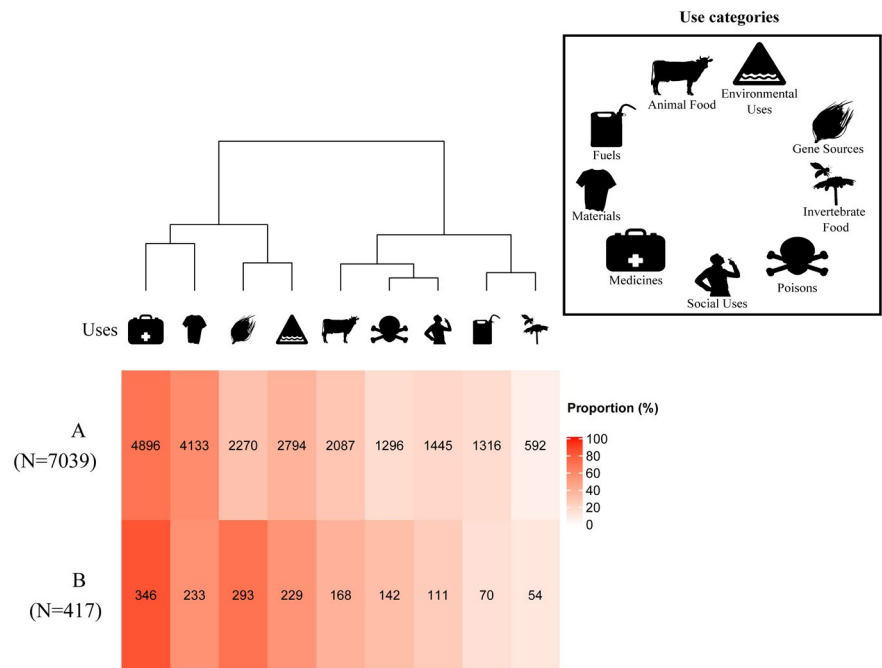 Use categories
Animal Food
Environmental
Uses
Fuels
Gene Sources
Materials
Invertebrate
Food
Medicines
Social Uses
Poisons
Uses
A
(N=7039)
4896 4133 2270 2794 2087 1296 1445 1316 592
B
(N=417)
346 233 293 229 168 142 111 70 54
Proportion (%)
100
80
60
40
20
0